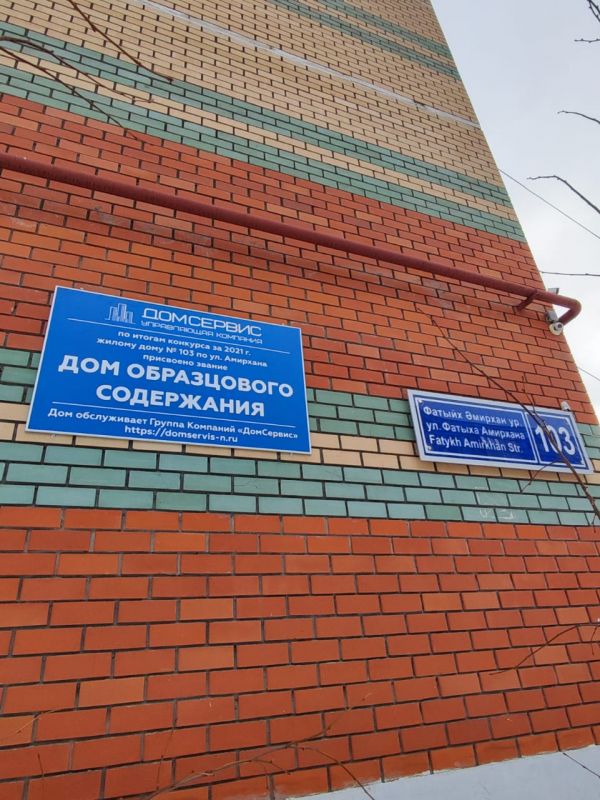 ДОМСЕРВИС
УПРАВЛЯЮЩАЯ КОМПАНИЯ
по итогам конкурса за 2021 г.
жилому дому № 103 по ул. Амирхана
присвоено звание
ДОМ ОБРАЗЦОВОГО
СОДЕРЖАНИЯ
Дом обслуживает Группа Компаний «ДомСервис»
https://domservis-n.ru
Фатыйх Әмирхан ур.
ул.Фатыха Амирхана
Fatykh Amirkhan Str.
103